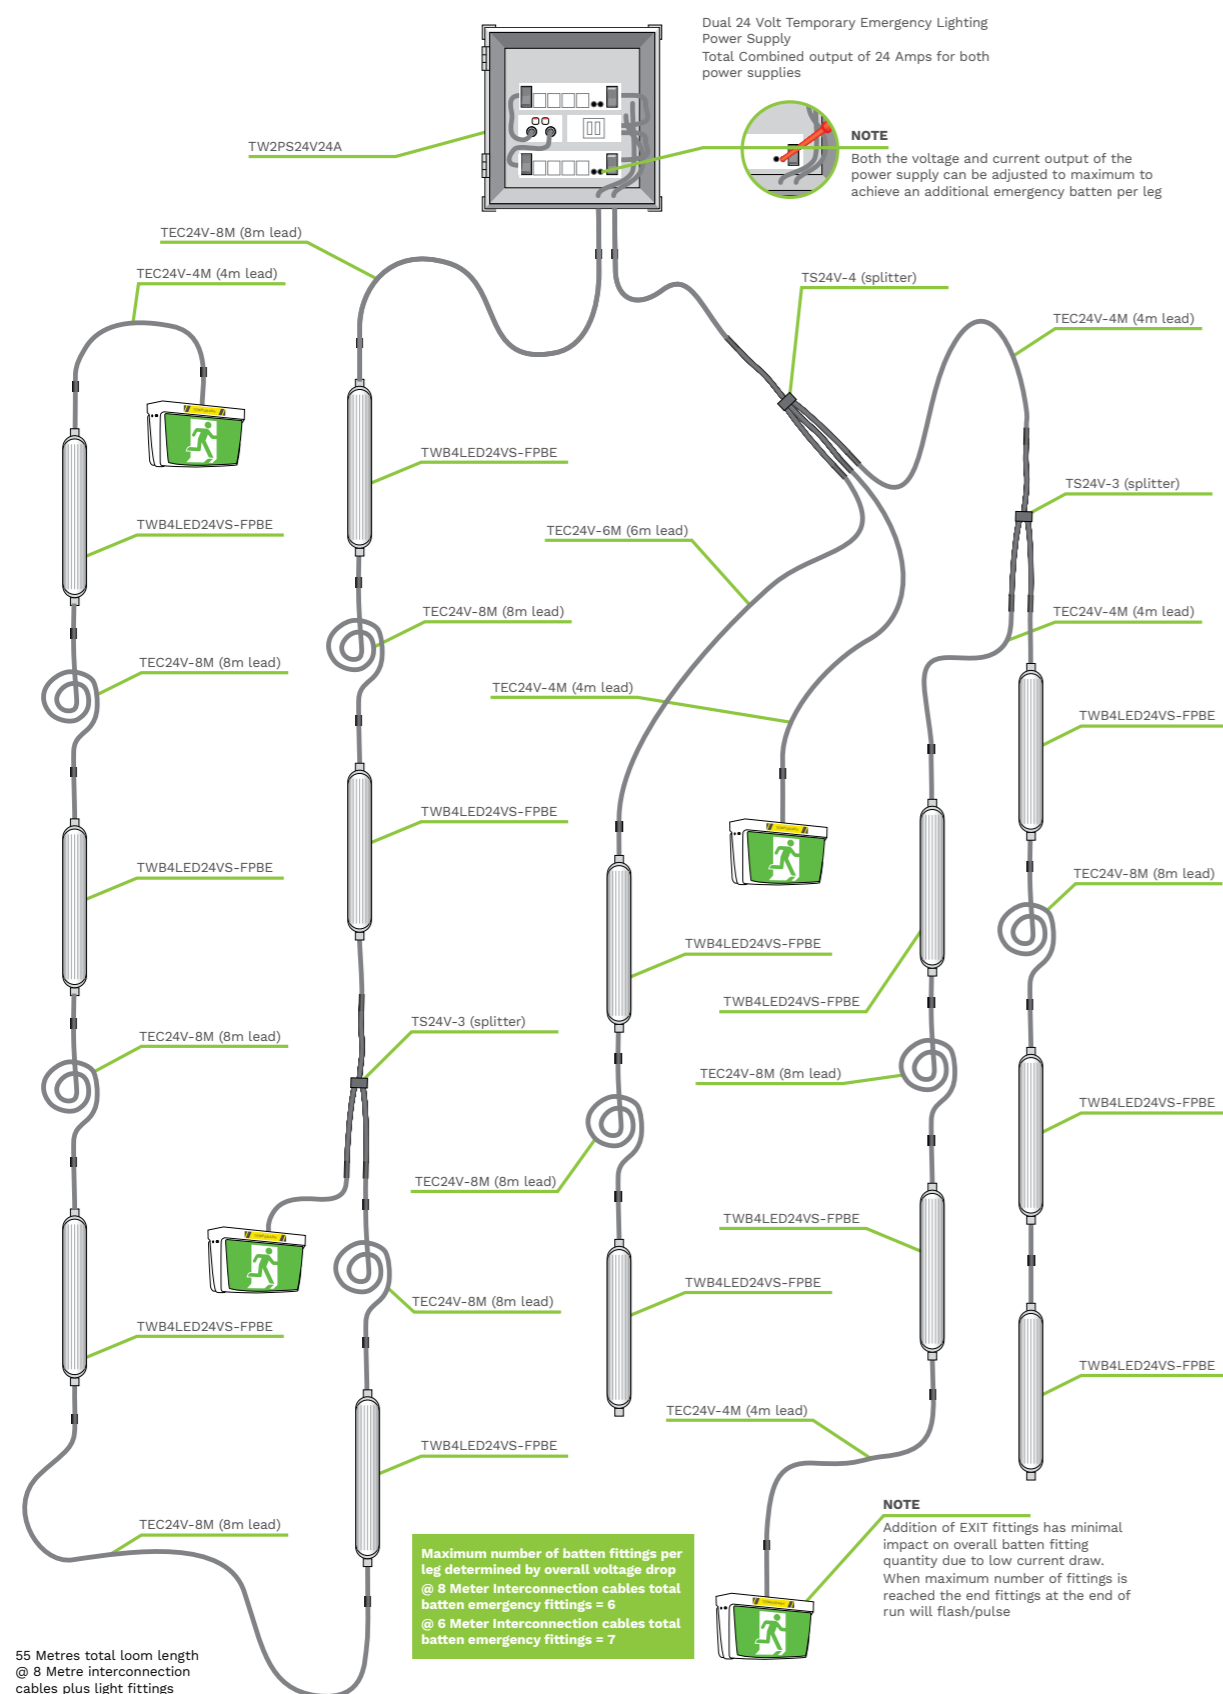 Dual 24 Volt Temporary Emergency Lighting
Power Supply
Total Combined output of 24 Amps for both
power supplies
TW2PS24V24A
NOTE
Both the voltage and current output of the
power supply can be adjusted to maximum to
achieve an additional emergency batten per leg
TEC24V-8M (8m lead)
TEC24V-4M (4m lead)
TS24V-4 (splitter)
TEC24V-4M (4m lead)
TWB4LED24VS-FPBE
TS24V-3 (splitter)
TWB4LED24VS-FPBE
TEC24V-6M (6m lead)
TEC24V-8M (8m lead)
TEC24V-4M (4m lead)
TEC24V-8M (8m lead)
TEC24V-4M (4m lead)
TWB4LED24VS-FPBE
TWB4LED24VS-FPBE
TWB4LED24VS-FPBE
TEC24V-8M (8m lead)
TWB4LED24VS-FPBE
TWB4LED24VS-FPBE
TS24V-3 (splitter)
TEC24V-8M (8m lead)
TEC24V-8M (8m lead)
TWB4LED24VS-FPBE
TEC24V-8M (8m lead)
TWB4LED24VS-FPBE
TWB4LED24VS-FPBE
TEC24V-8M (8m lead)
TWB4LED24VS-FPBE
TWB4LED24VS-FPBE
TEC24V-4M (4m lead)
TWB4LED24VS-FPBE
NOTE
Addition of EXIT fittings has minimal
impact on overall batten fitting
quantity due to low current draw.
When maximum number of fittings is
reached the end fittings at the end of
run will flash/pulse
TEC24V-8M (8m lead)
Maximum number of batten fittings per
leg determined by overall voltage drop
@ 8 Meter Interconnection cables total
batten emergency fittings = 6
@ 6 Meter Interconnection cables total
batten emergency fittings = 7
55 Metres total loom length
@ 8 Metre interconnection
cables plus light fittings